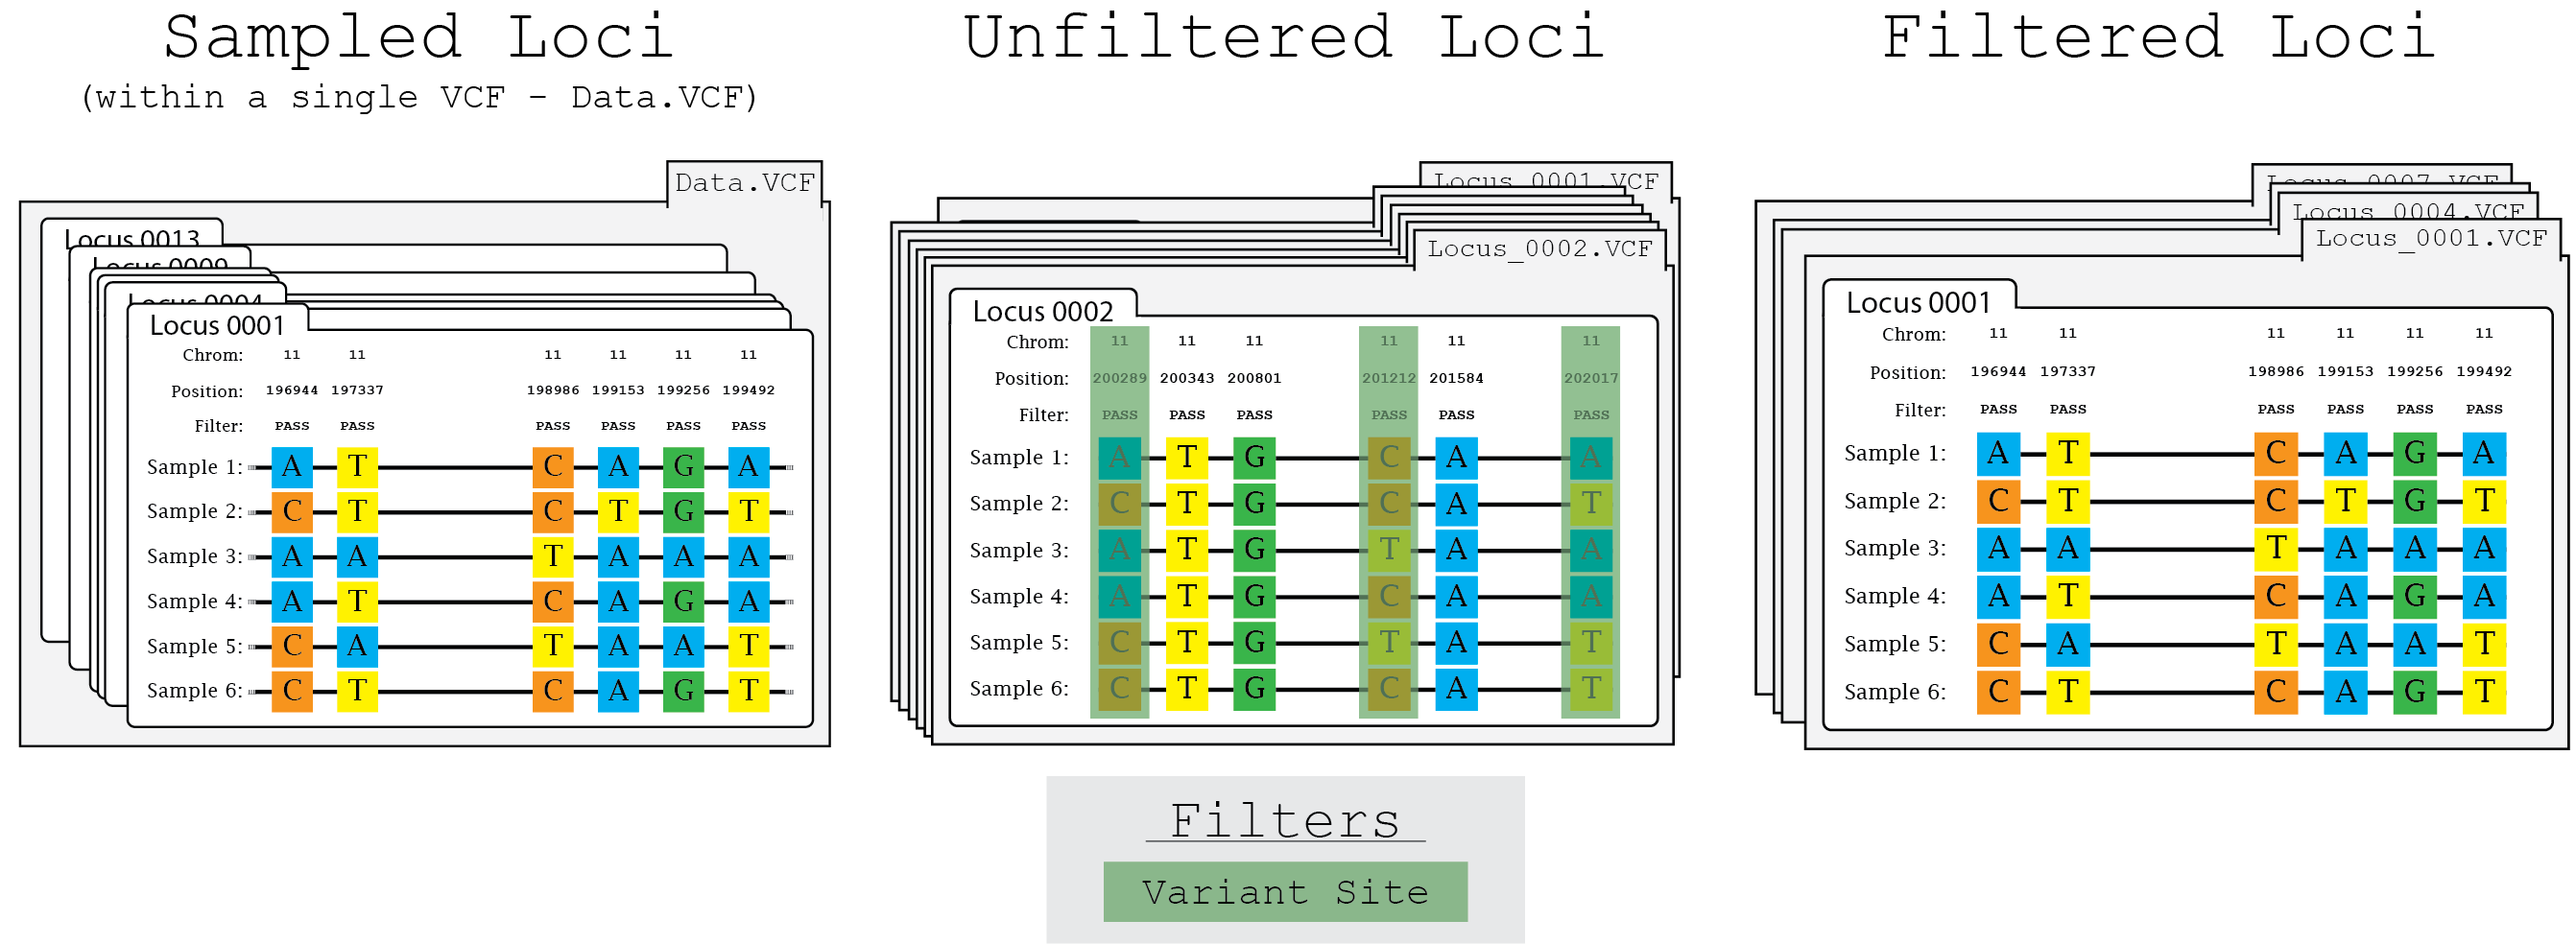 Sampled Loci
(within a single VCF - Data.VCF)
Data.VCF
Locus 0013
Locus 0009
Locus 0004
Locus 0001
Chrom: 11 11 11 11 11 11
Position: 196944 197337 198986 199153 199256 199492
Filter: PASS PASS PASS PASS PASS PASS
Sample 1: A T C A G A
Sample 2: C T C T G T
Sample 3: A A T A A A
Sample 4: A T C A G A
Sample 5: C A T A A T
Sample 6: C T C A G T
Unfiltered Loci
Locus_0001.VCF
Locus_0002.VCF
Locus 0002
Chrom: 11 11 11 11 11 11
Position: 200289 200343 200801 201212 201584 202017
Filter: PASS PASS PASS PASS PASS PASS
Sample 1: A T G C A A
Sample 2: C T G C A T
Sample 3: A T G T A A
Sample 4: A T G C A A
Sample 5: C T G T A T
Sample 6: C T G C A T
Filters
Variant Site
Filtered Loci
Locus_0007.VCF
Locus_0004.VCF
Locus_0001.VCF
Locus 0001
Chrom: 11 11 11 11 11 11
Position: 196944 197337 198986 199153 199256 199492
Filter: PASS PASS PASS PASS PASS PASS
Sample 1: A T C A G A
Sample 2: C T C T G T
Sample 3: A A T A A A
Sample 4: A T C A G A
Sample 5: C A T A A T
Sample 6: C T C A G T